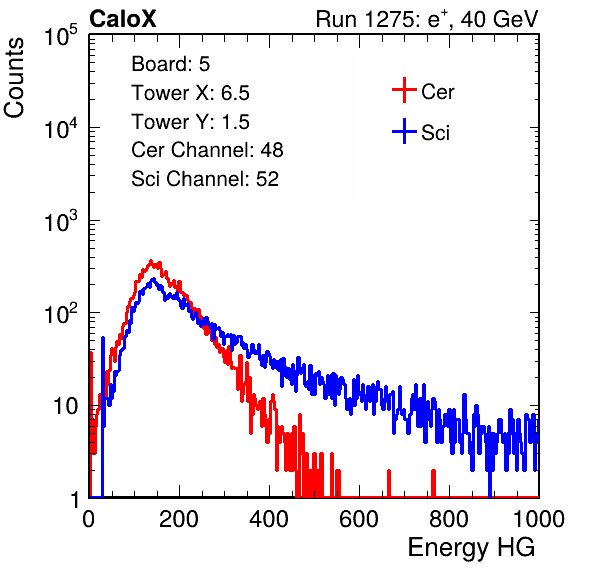 CaloX Run 1275: e⁺, 40 GeV
Counts
Board: 5
Tower X: 6.5
Tower Y: 1.5
Cer Channel: 48
Sci Channel: 52
Cer
Sci
10⁵
10⁴
10³
10²
10
1
0 200 400 600 800 1000
Energy HG